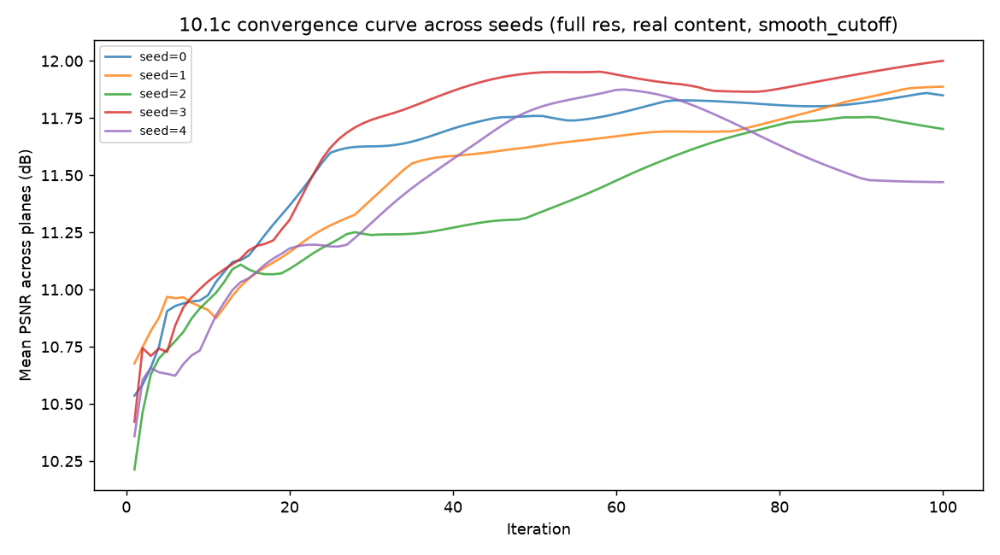 10.1c convergence curve across seeds (full res, real content, smooth_cutoff)
seed=0
seed=1
seed=2
seed=3
seed=4
Mean PSNR across planes (dB)
12.00
11.75
11.50
11.25
11.00
10.75
10.50
10.25
0 20 40 60 80 100
Iteration